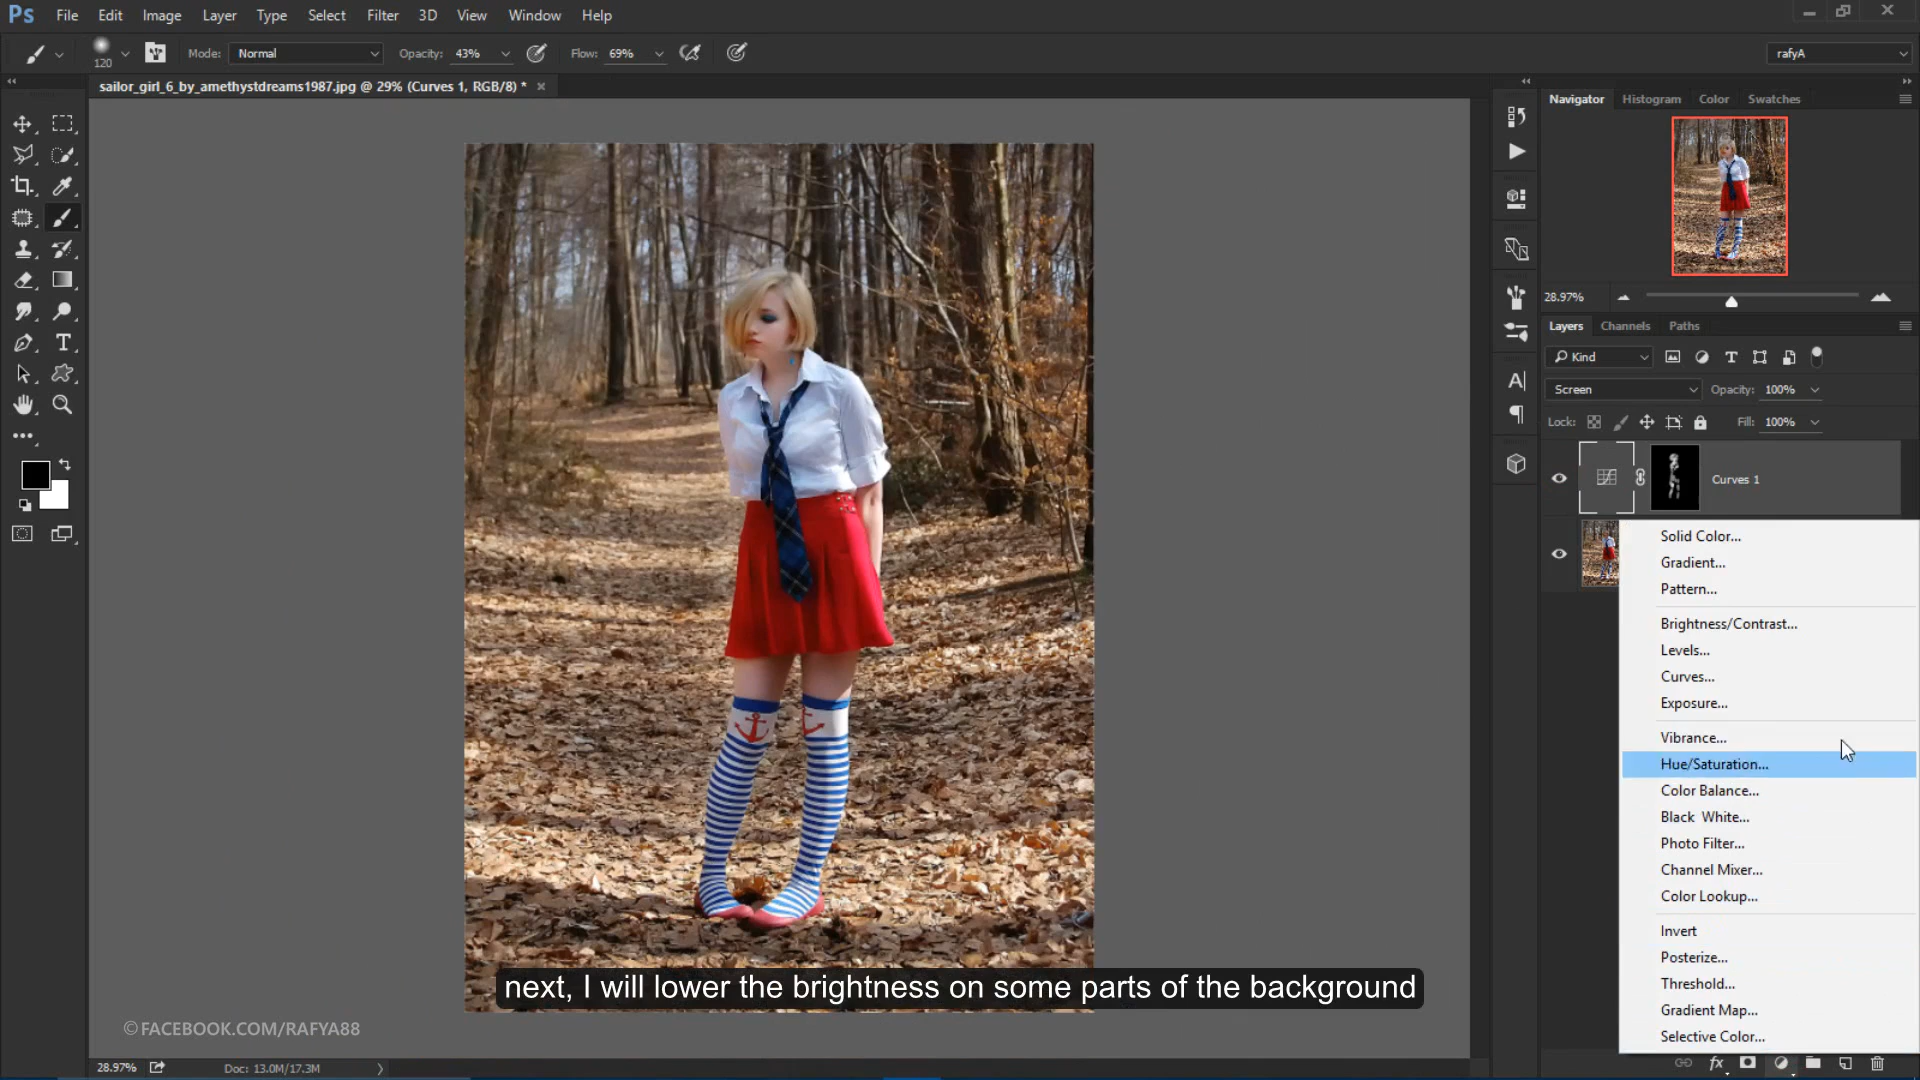 Ps File Edit Image Layer Type Select Filter 3D View Window Help
120 Mode: Normal Opacity: 43% Flow: 69% rafyA
sailor_girl_6_by_amethystdreams1987.jpg @ 29% (Curves 1, RGB/8) *
Navigator Histogram Color Swatches
28.97%
Layers Channels Paths
Kind
Screen Opacity: 100%
Lock: Fill: 100%
Curves 1
Solid Color...
Gradient...
Pattern...
Brightness/Contrast...
Levels...
Curves...
Exposure...
Vibrance...
Hue/Saturation...
Color Balance...
Black White...
Photo Filter...
Channel Mixer...
Color Lookup...
Invert
Posterize...
Threshold...
Gradient Map...
Selective Color...
next, I will lower the brightness on some parts of the background
©FACEBOOK.COM/RAFYA88
28.97% Doc: 13.0M/17.3M
fx